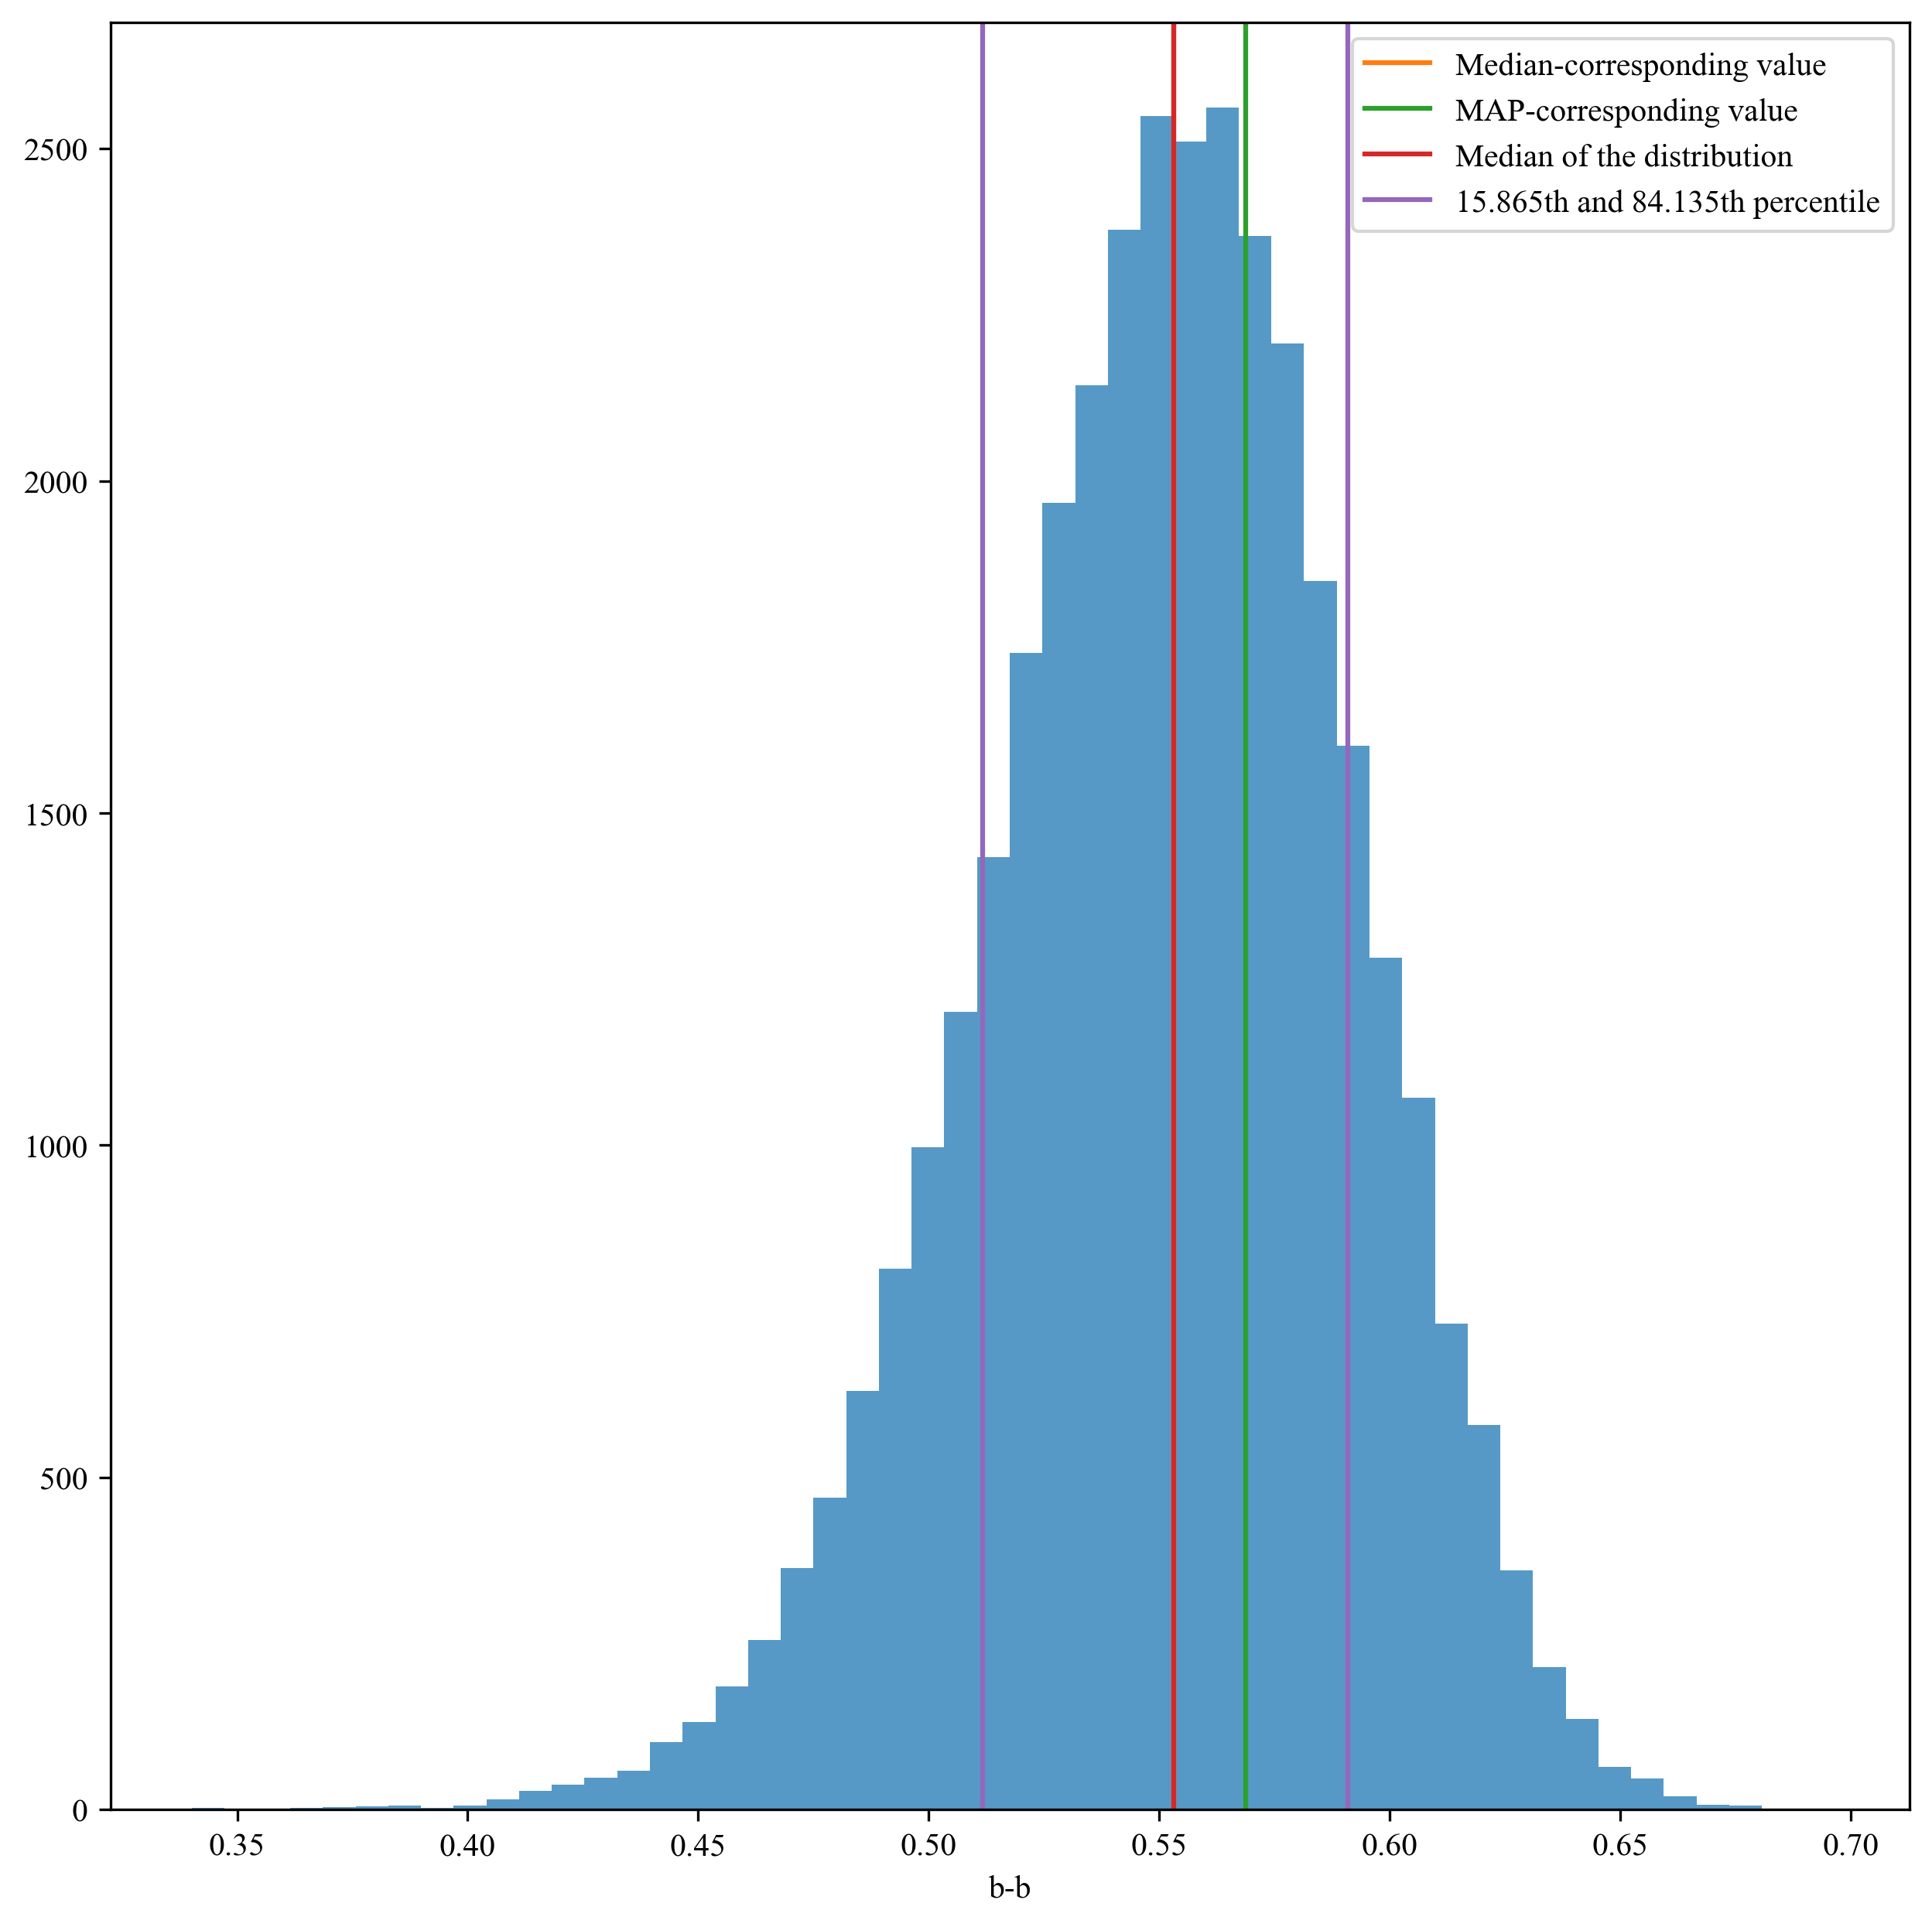 Median-corresponding value
MAP-corresponding value
Median of the distribution
15.865th and 84.135th percentile
2500
2000
1500
1000
500
0
0.35 0.40 0.45 0.50 0.55 0.60 0.65 0.70
b-b